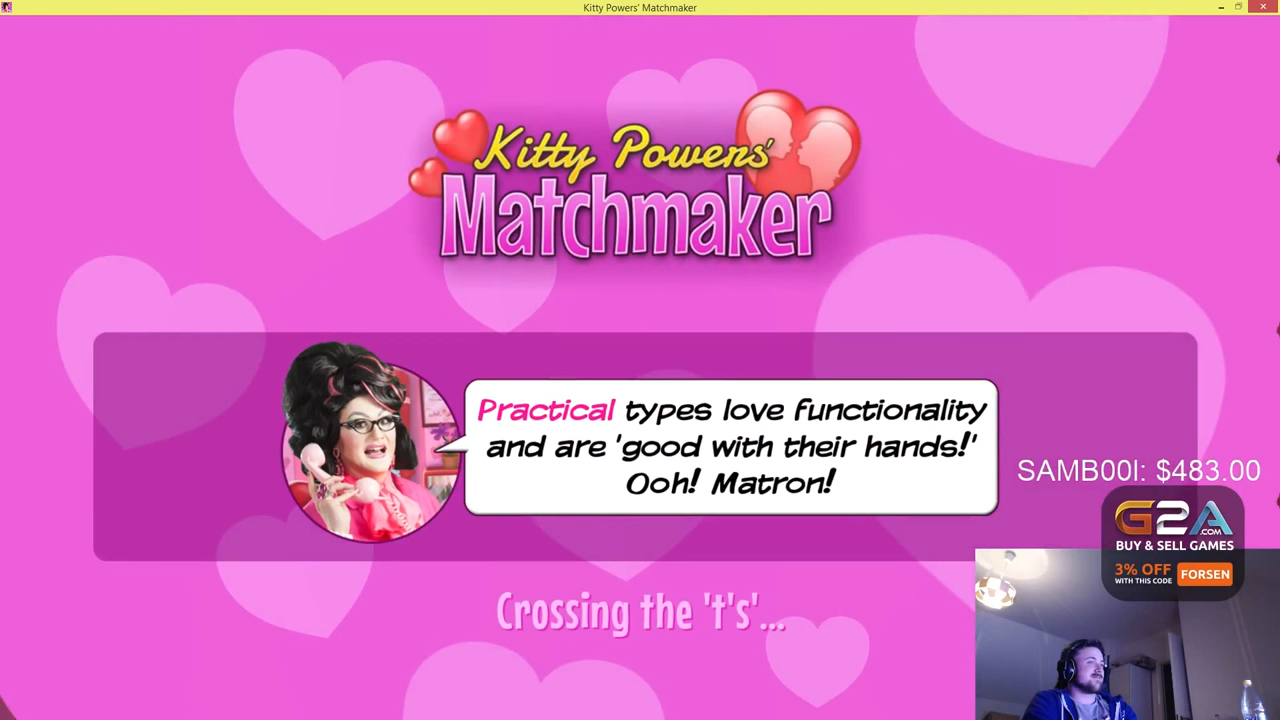 Kitty Powers' Matchmaker
Kitty Powers'
Matchmaker
Practical types love functionality
and are 'good with their hands!'
Ooh! Matron!
SAMB00I: $483.00
G2A
.COM
BUY & SELL GAMES
3% OFF
WITH THIS CODE
FORSEN
Crossing the 't's'...